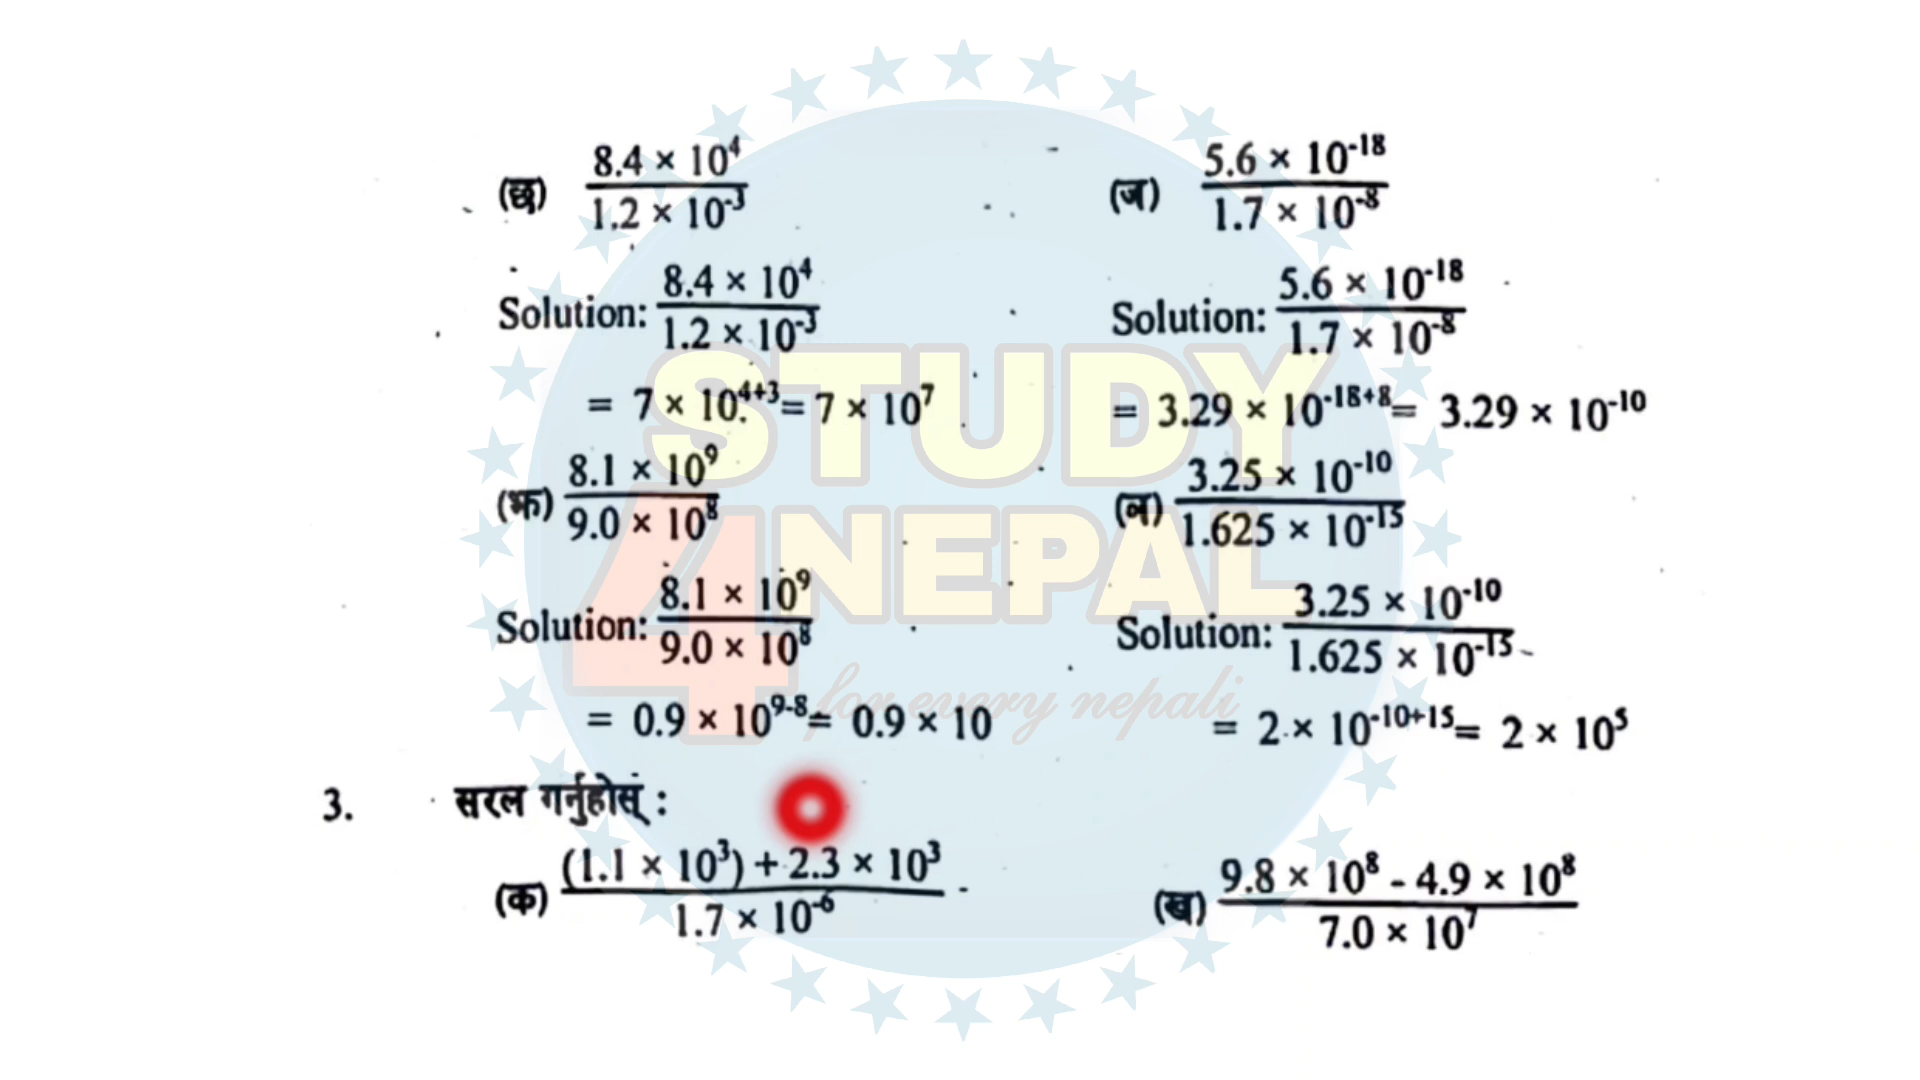 (छ) 8.4 × 10⁴ / 1.2 × 10⁻³
(ज) 5.6 × 10⁻¹⁸ / 1.7 × 10⁻⁸
Solution: 8.4 × 10⁴ / 1.2 × 10⁻³
Solution: 5.6 × 10⁻¹⁸ / 1.7 × 10⁻⁸
= 7 × 10⁴⁺³ = 7 × 10⁷
= 3.29 × 10⁻¹⁸⁺⁸ = 3.29 × 10⁻¹⁰
(झ) 8.1 × 10⁹ / 9.0 × 10⁸
(ल) 3.25 × 10⁻¹⁰ / 1.625 × 10⁻¹⁵
Solution: 8.1 × 10⁹ / 9.0 × 10⁸
Solution: 3.25 × 10⁻¹⁰ / 1.625 × 10⁻¹⁵
= 0.9 × 10⁹⁻⁸ = 0.9 × 10
= 2 × 10⁻¹⁰⁺¹⁵ = 2 × 10⁵
3. सरल गर्नुहोस् :
(क) (1.1 × 10³) + 2.3 × 10³ / 1.7 × 10⁻⁶
(ख) 9.8 × 10⁸ - 4.9 × 10⁸ / 7.0 × 10⁷
STUDY
4 NEPAL
for every nepali